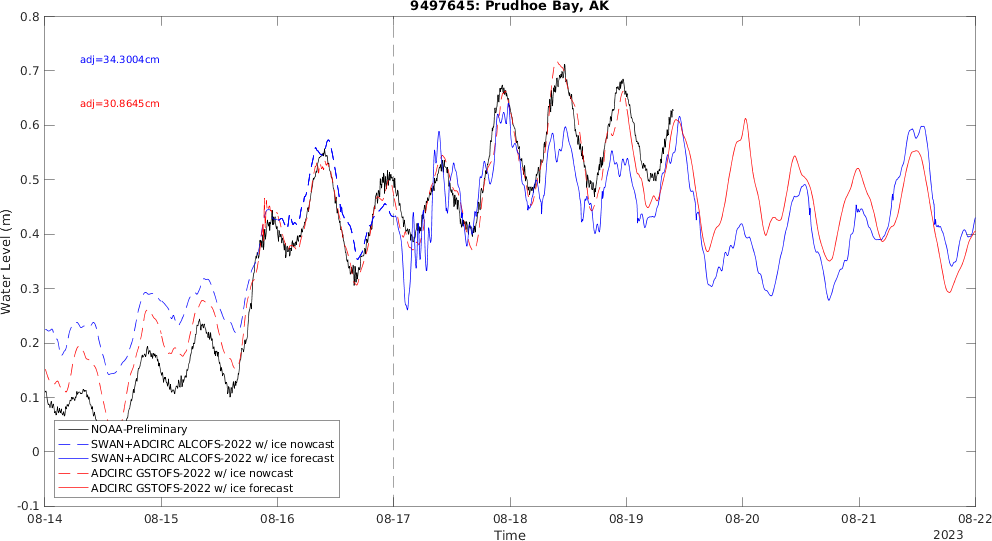 9497645: Prudhoe Bay, AK
0.8
adj=34.3004cm
0.7
adj=30.8645cm
0.6
0.5
0.4
0.3
0.2
0.1
0
-0.1
Water Level (m)
NOAA-Preliminary
SWAN+ADCIRC ALCOFS-2022 w/ ice nowcast
SWAN+ADCIRC ALCOFS-2022 w/ ice forecast
ADCIRC GSTOFS-2022 w/ ice nowcast
ADCIRC GSTOFS-2022 w/ ice forecast
08-14 08-15 08-16 08-17 08-18 08-19 08-20 08-21 08-22
Time
2023